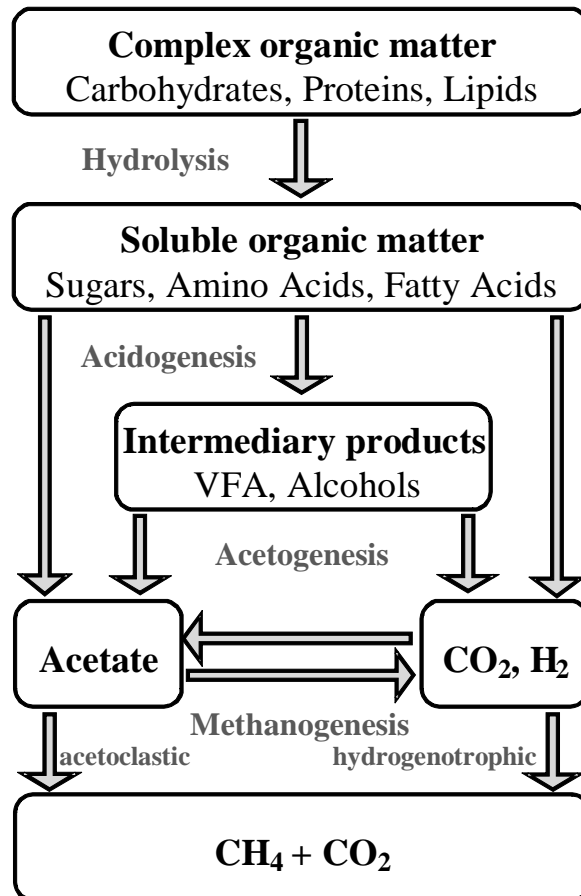 Complex organic matter
Carbohydrates, Proteins, Lipids
Hydrolysis
Soluble organic matter
Sugars, Amino Acids, Fatty Acids
Acidogenesis
Intermediary products
VFA, Alcohols
Acetogenesis
Acetate
CO₂, H₂
Methanogenesis
acetoclastic
hydrogenotrophic
CH₄ + CO₂